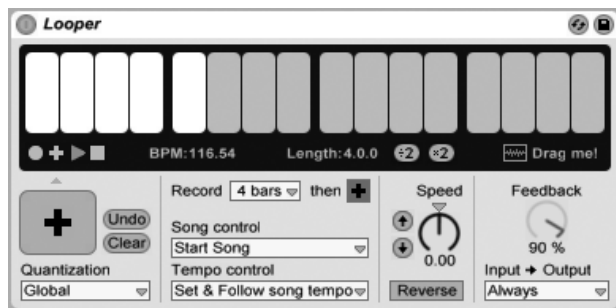 Looper
BPM:116.54 Length:4.0.0 ÷2 ×2 Drag me!
Record 4 bars then Speed Feedback
Undo
Clear
Song control
Start Song
0.00 90 %
Quantization Tempo control Input → Output
Global Set & Follow song tempo Reverse Always